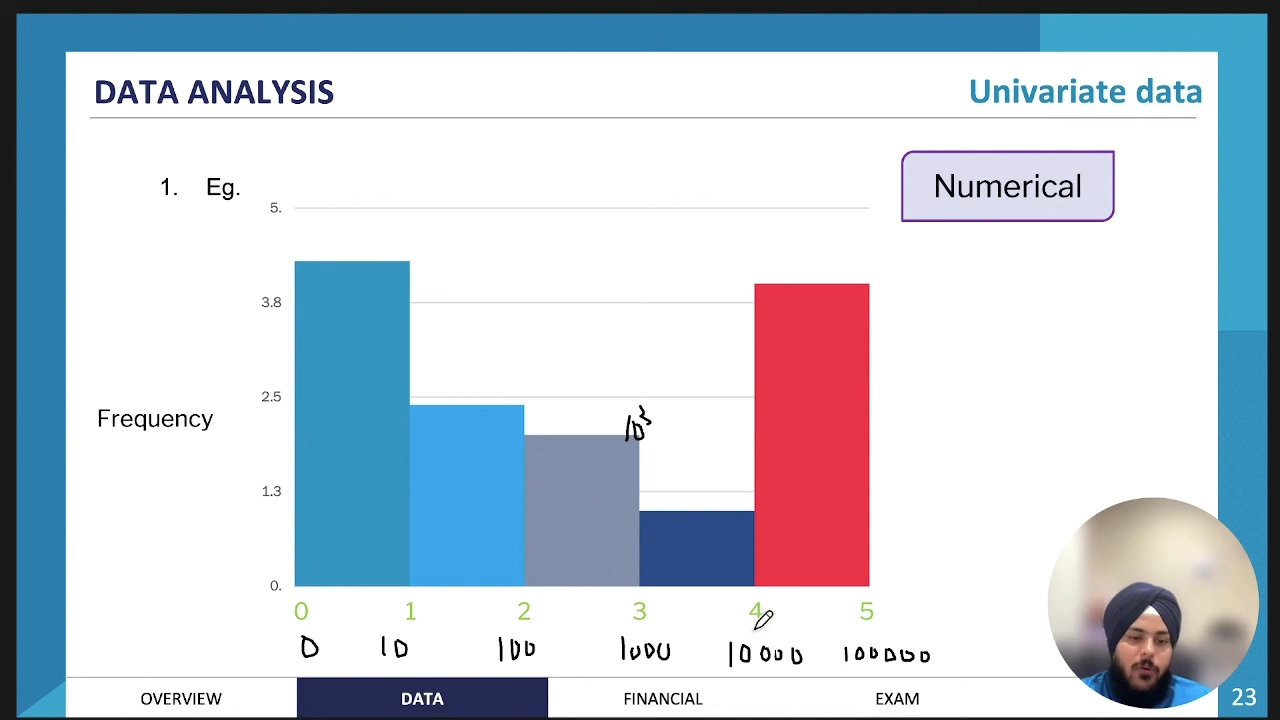 DATA ANALYSIS
Univariate data
1. Eg.
Numerical
5.
3.8
2.5
1.3
0.
Frequency
10³
0 1 2 3 4 5
0 10 100 1000 10000 100000
OVERVIEW DATA FINANCIAL EXAM
23